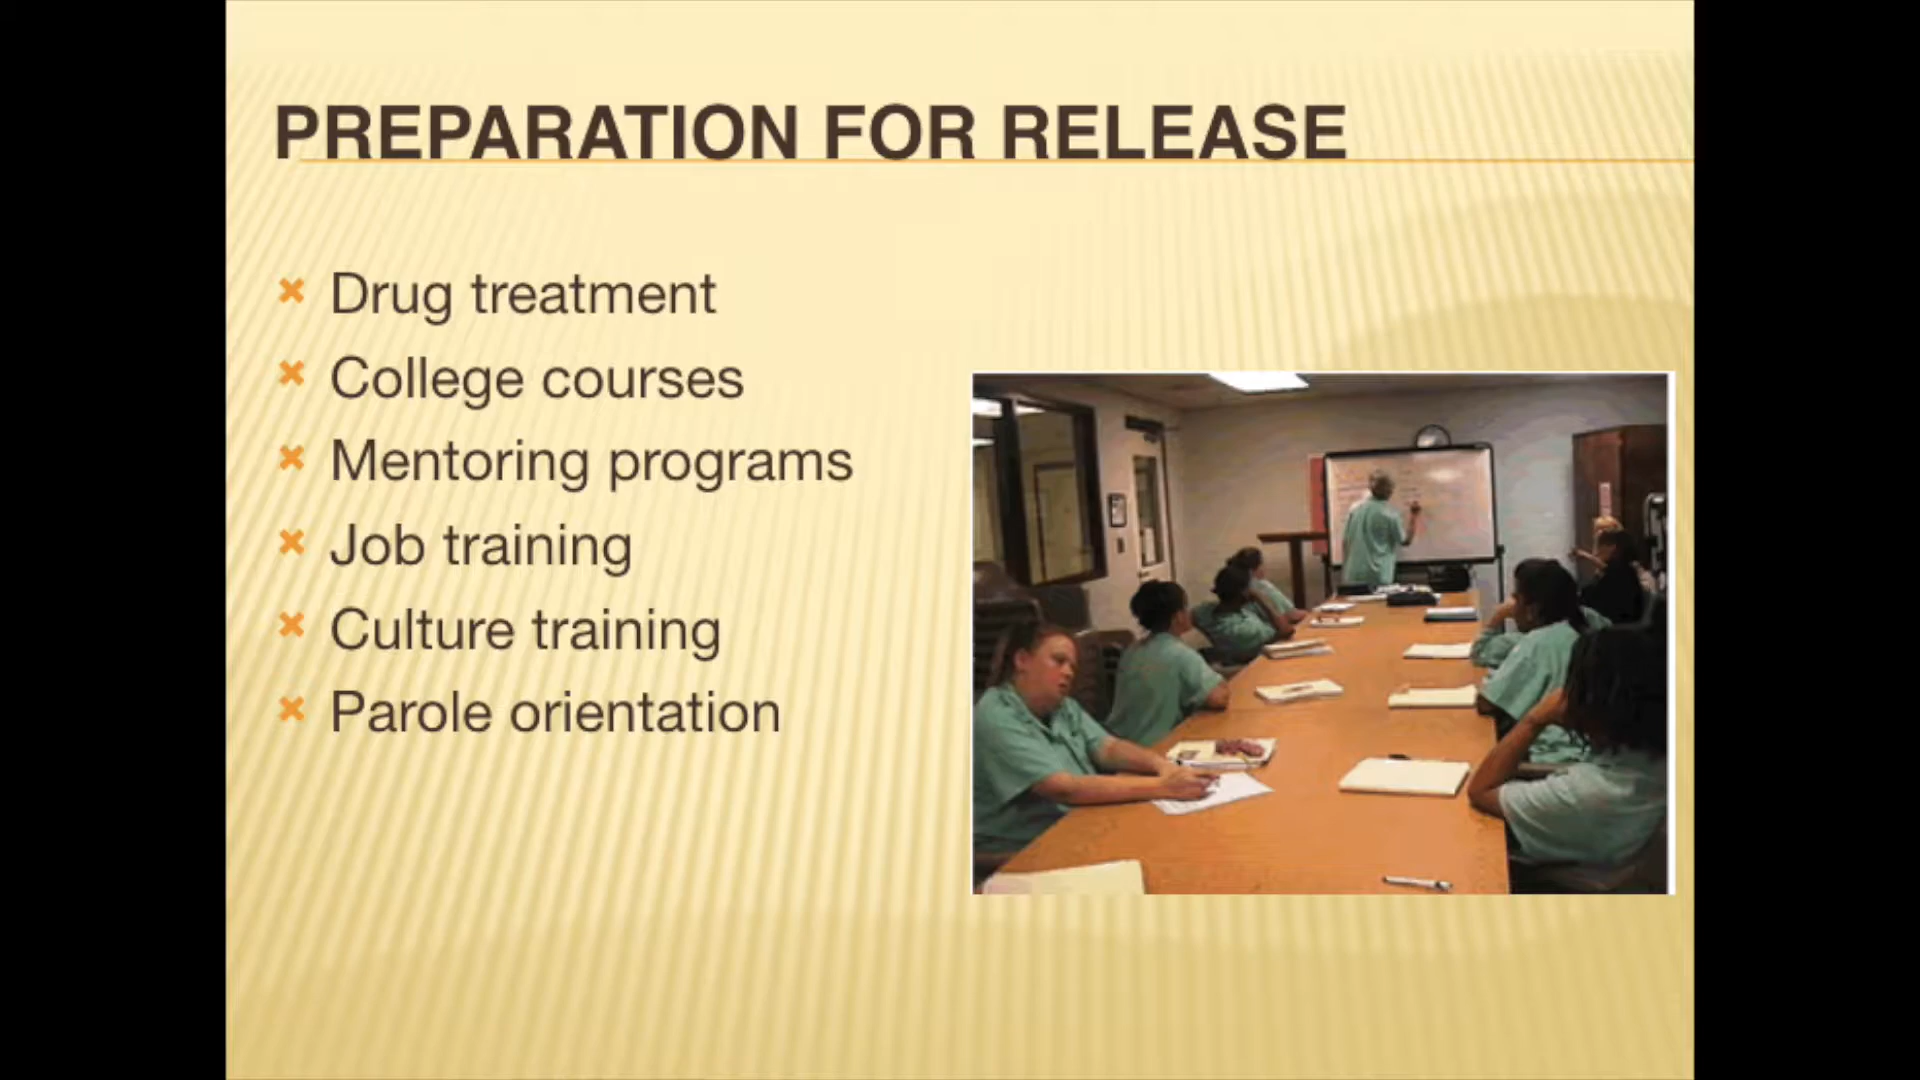 PREPARATION FOR RELEASE
Drug treatment
College courses
Mentoring programs
Job training
Culture training
Parole orientation